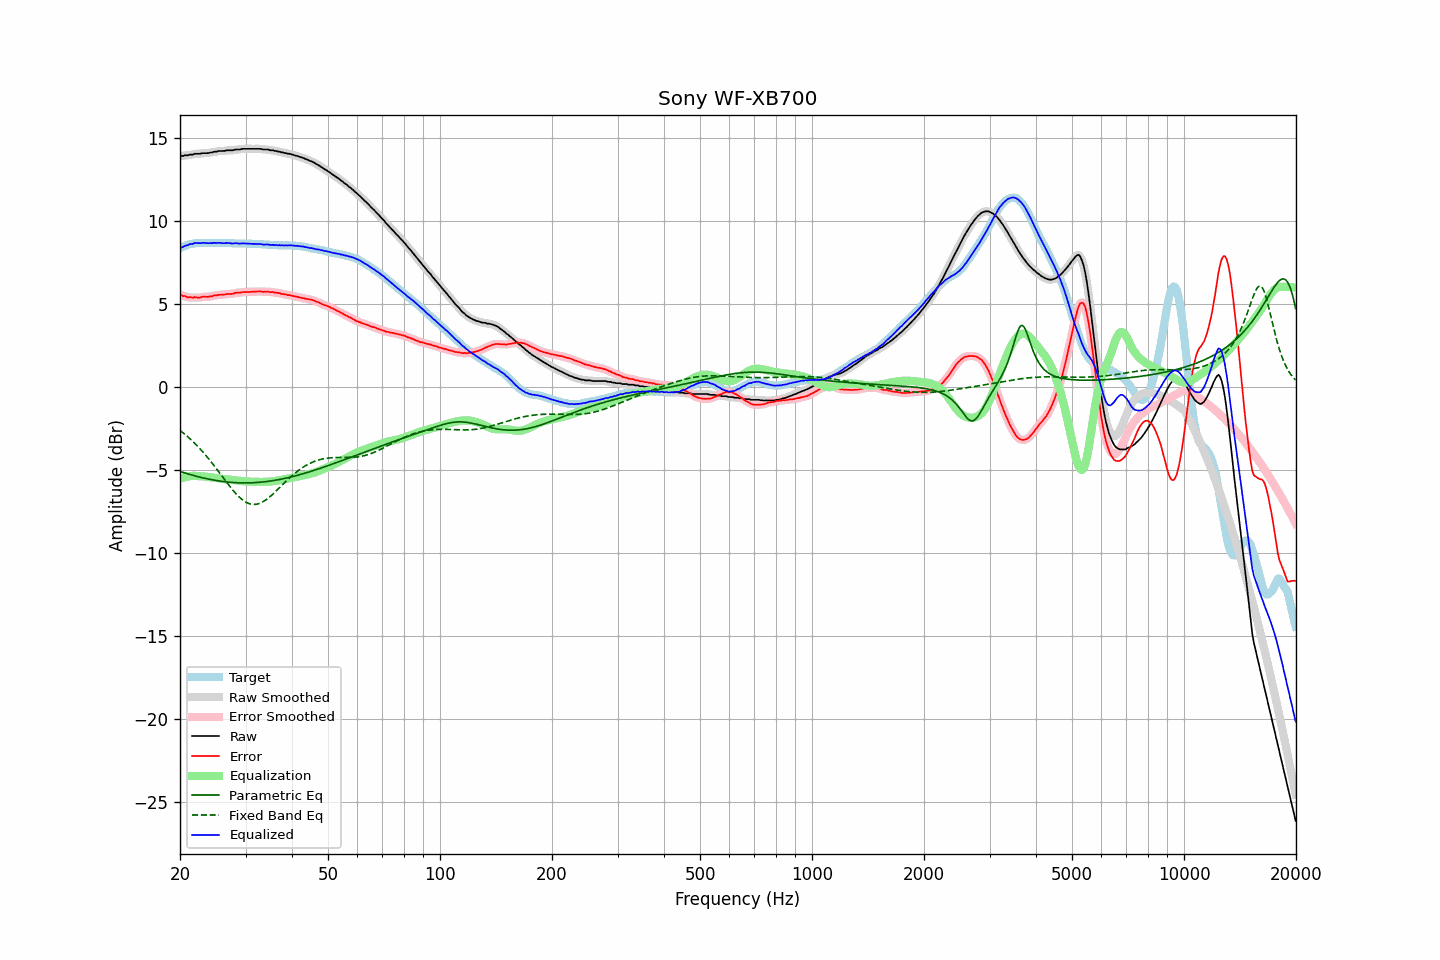 Sony WF-XB700
Amplitude (dBr)
15
10
5
0
−5
−10
−15
−20
−25
Target
Raw Smoothed
Error Smoothed
Raw
Error
Equalization
Parametric Eq
Fixed Band Eq
Equalized
20 50 100 200 500 1000 2000 5000 10000 20000
Frequency (Hz)